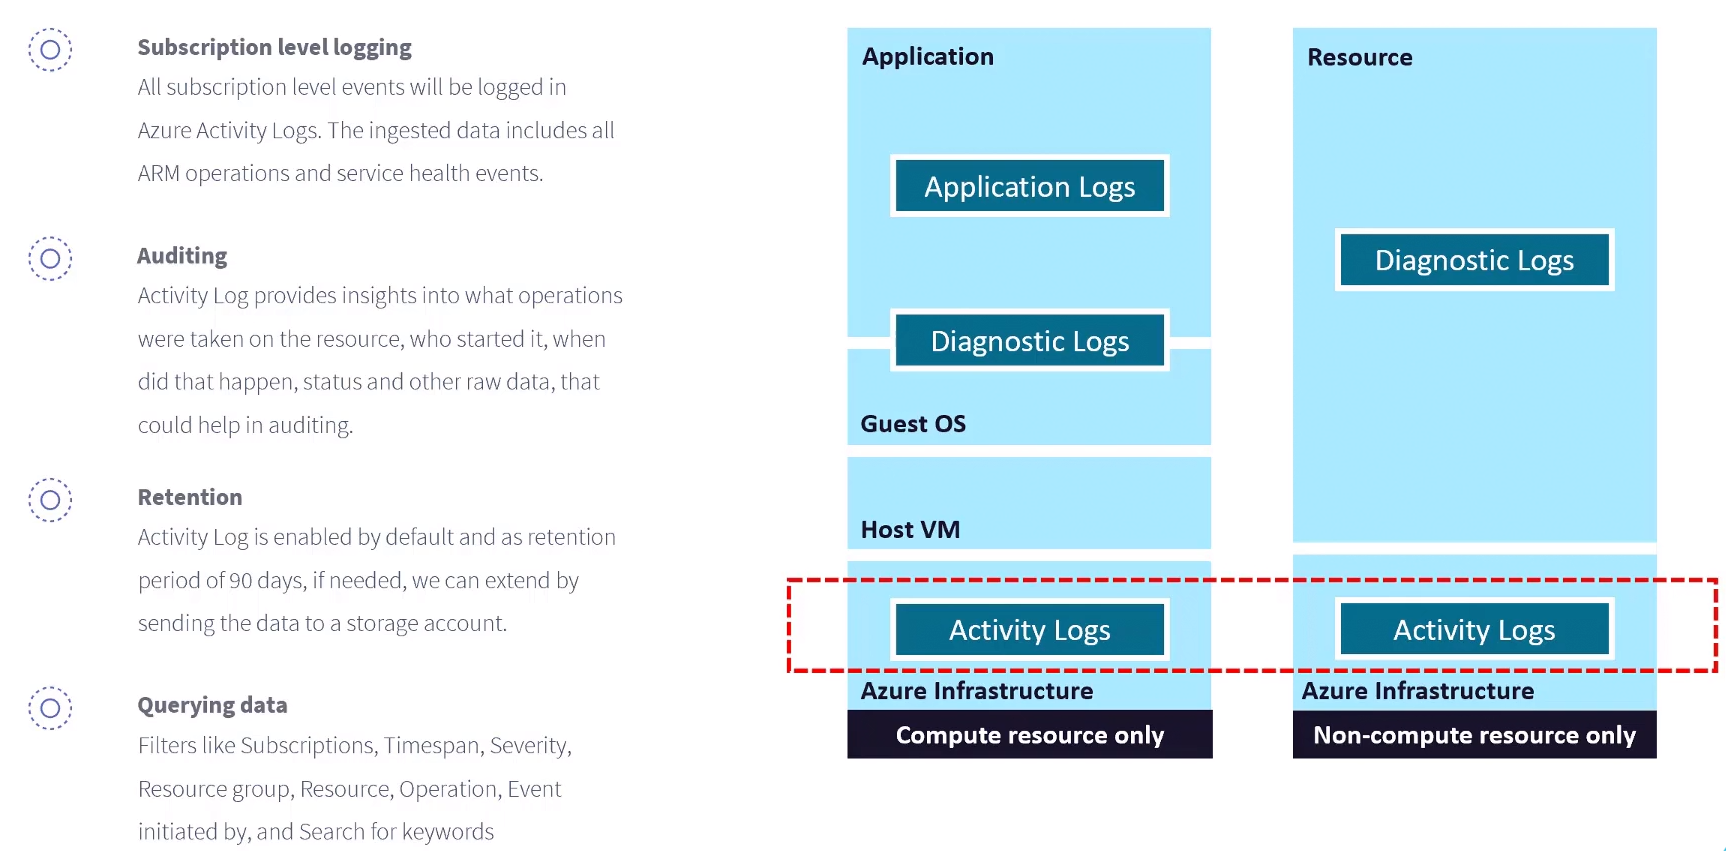 Subscription level logging
All subscription level events will be logged in
Azure Activity Logs. The ingested data includes all
ARM operations and service health events.
Auditing
Activity Log provides insights into what operations
were taken on the resource, who started it, when
did that happen, status and other raw data, that
could help in auditing.
Retention
Activity Log is enabled by default and as retention
period of 90 days, if needed, we can extend by
sending the data to a storage account.
Querying data
Filters like Subscriptions, Timespan, Severity,
Resource group, Resource, Operation, Event
initiated by, and Search for keywords
Application
Application Logs
Diagnostic Logs
Guest OS
Host VM
Activity Logs
Azure Infrastructure
Compute resource only
Resource
Diagnostic Logs
Activity Logs
Azure Infrastructure
Non-compute resource only